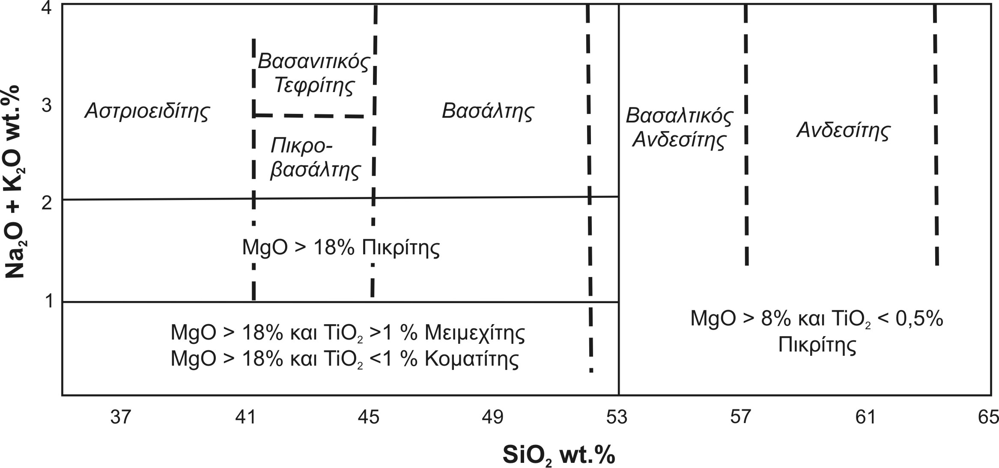 4
Βασανιτικός
Τεφρίτης
3
Αστριοειδίτης
Βασάλτης
Βασαλτικός
Ανδεσίτης
Ανδεσίτης
Πικρο-
βασάλτης
2
MgO > 18% Πικρίτης
1
MgO > 18% και TiO₂ >1 % Μειμεχίτης
MgO > 18% και TiO₂ <1 % Κοματίτης
MgO > 8% και TiO₂ < 0,5%
Πικρίτης
Na₂O + K₂O wt.%
37 41 45 49 53 57 61 65
SiO₂ wt.%